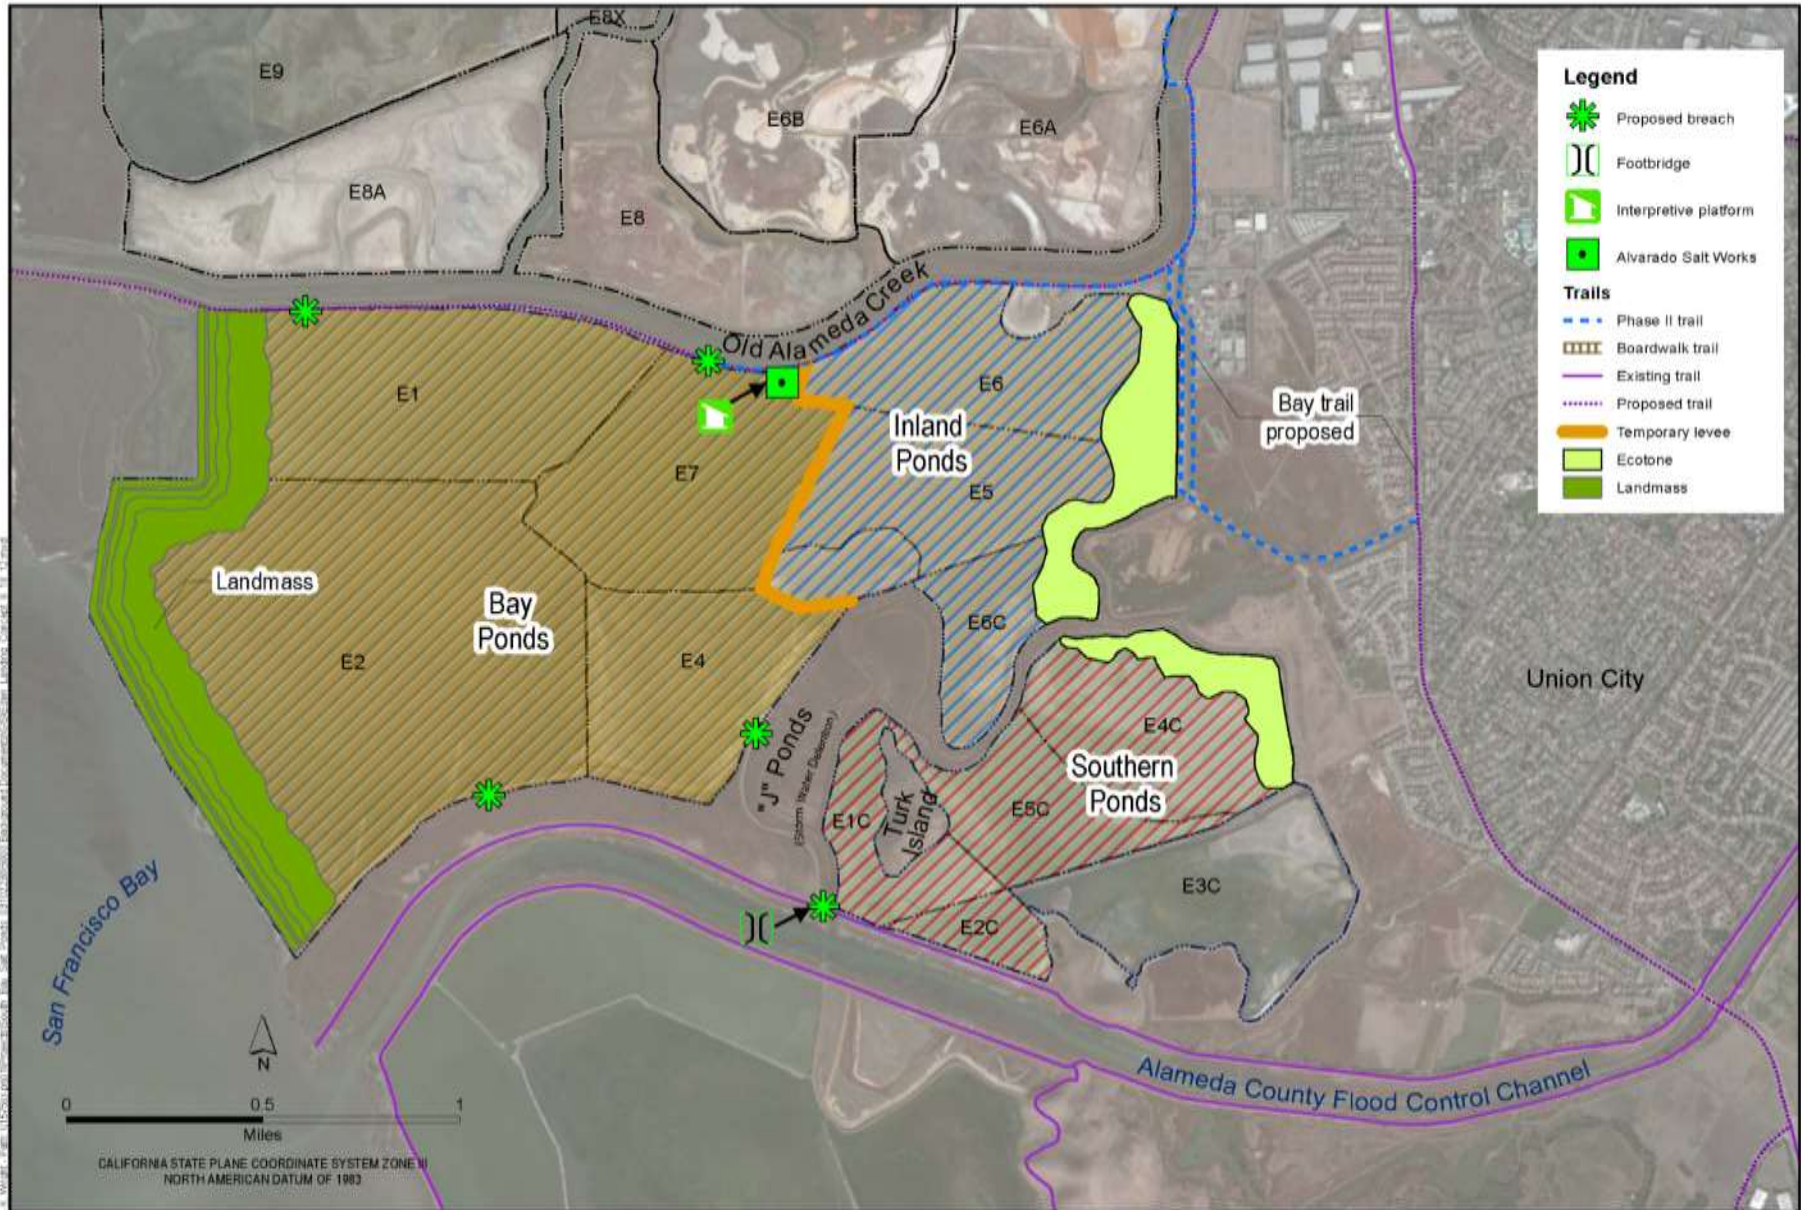 E8X
E9
E6B
E6A
E8A
E8
Legend
Proposed breach
Footbridge
Interpretive platform
Alvarado Salt Works
Trails
Phase II trail
Boardwalk trail
Existing trail
Proposed trail
Temporary levee
Ecotone
Landmass
Old Alameda Creek
E1
E6
Bay trail
proposed
Inland
Ponds
E7
E5
Landmass
Bay
Ponds
E6C
E2
E4
Union City
"J" Ponds
(Storm Water Detention)
E4C
Southern
Ponds
E1C
Turk
Island
E5C
E3C
E2C
San Francisco Bay
N
0 0.5 1
Miles
Alameda County Flood Control Channel
CALIFORNIA STATE PLANE COORDINATE SYSTEM ZONE III
NORTH AMERICAN DATUM OF 1983